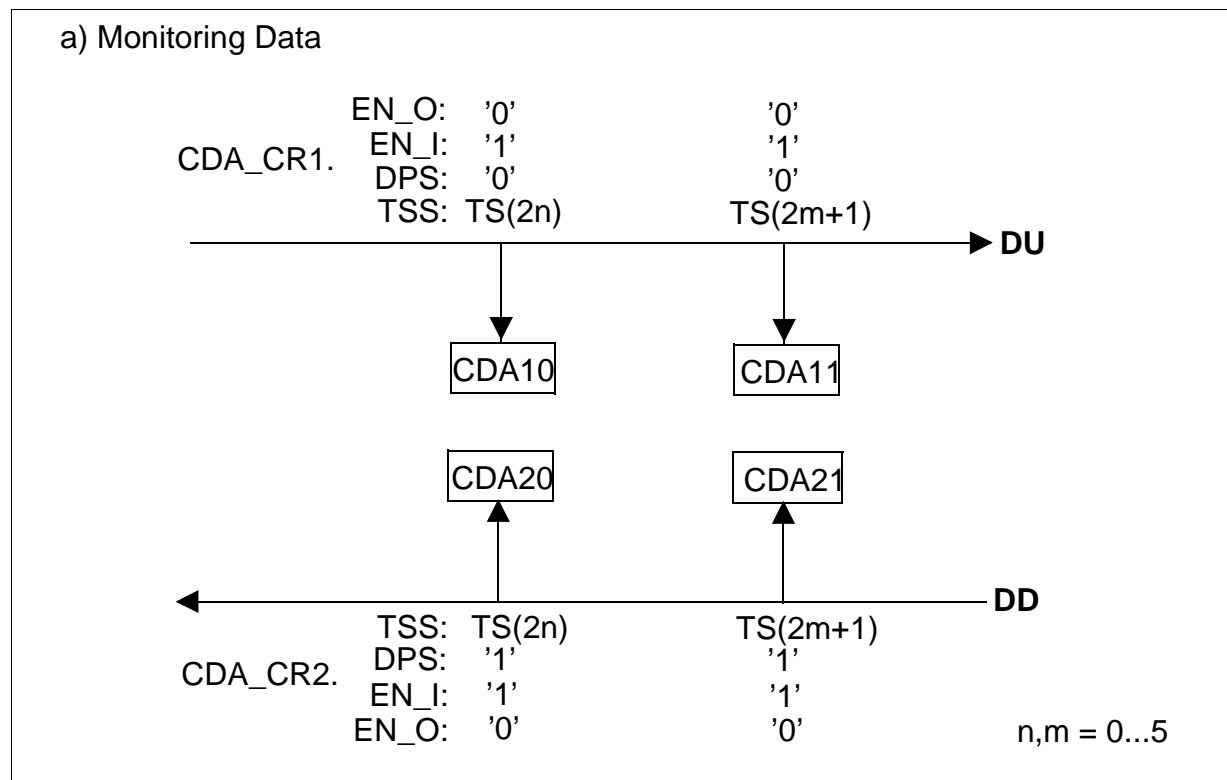 a) Monitoring Data
EN_O: ’0’ ’0’
CDA_CR1. EN_I: ’1’ ’1’
DPS: ’0’ ’0’
TSS: TS(2n) TS(2m+1)
DU
CDA10 CDA11
CDA20 CDA21
DD
TSS: TS(2n) TS(2m+1)
CDA_CR2. DPS: ’1’ ’1’
EN_I: ’1’ ’1’
EN_O: ’0’ ’0’ n,m = 0...5